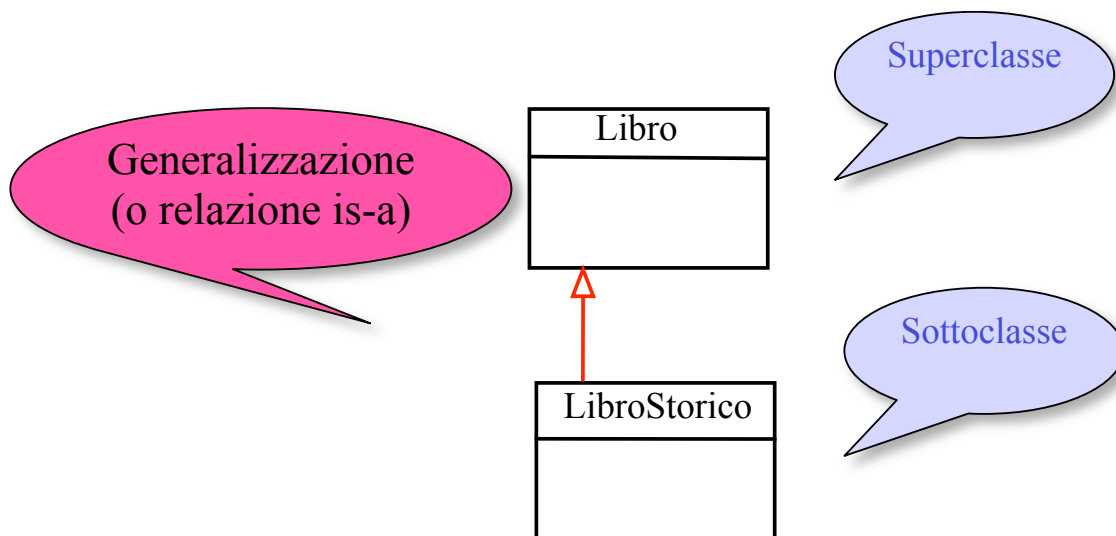 Superclasse
Libro
Generalizzazione
(o relazione is-a)
Sottoclasse
LibroStorico